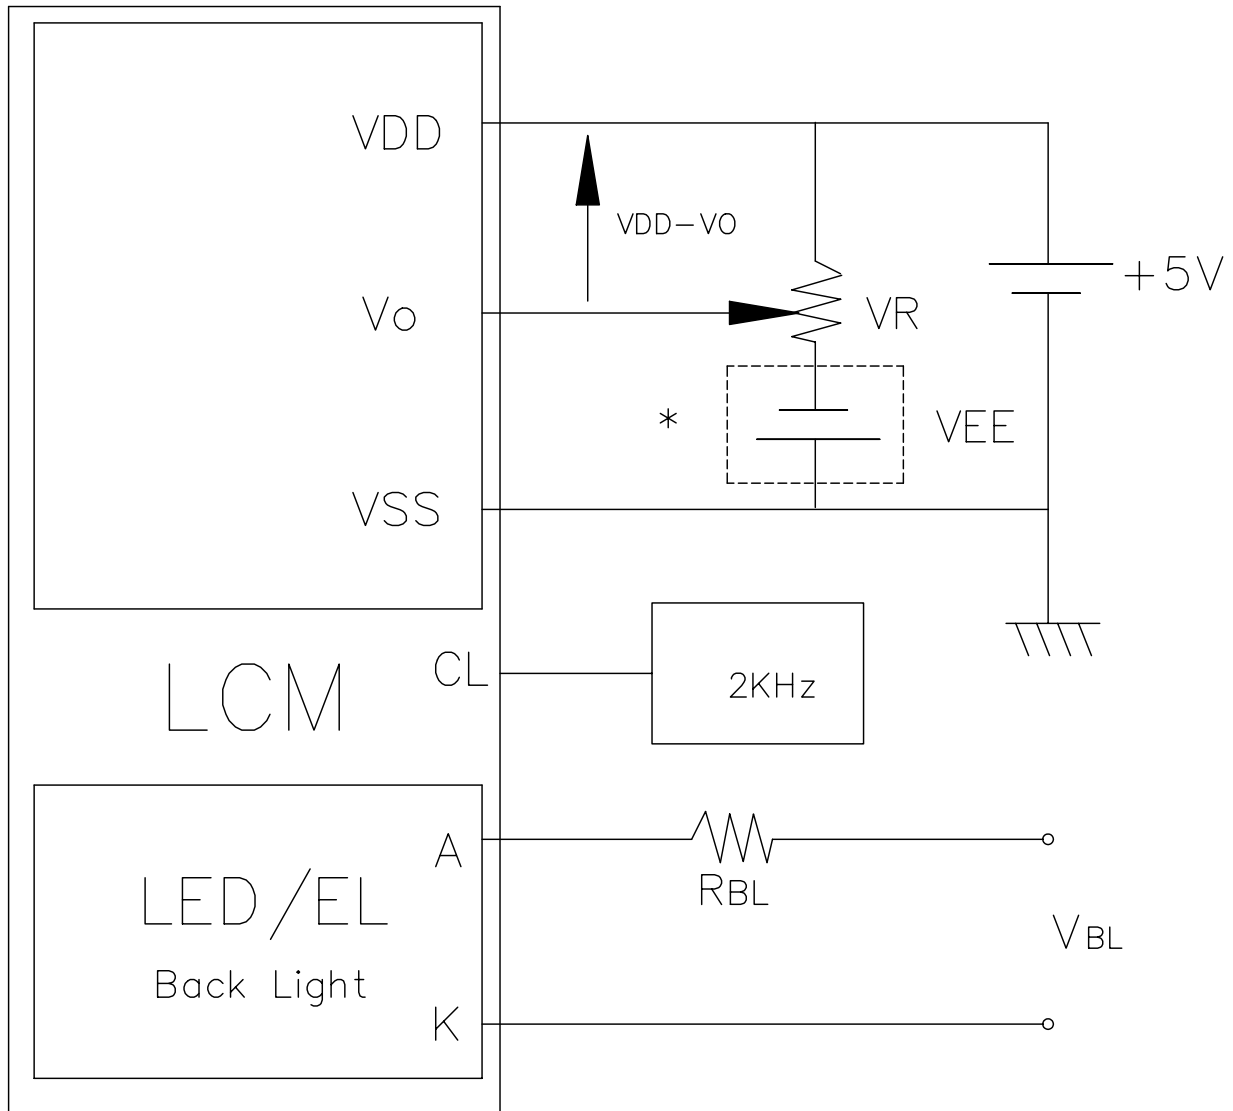 VDD
VDD-VO
+5V
Vo
VR
*
VEE
VSS
CL
2KHz
LCM
A
RBL
LED/EL
VBL
Back Light
K